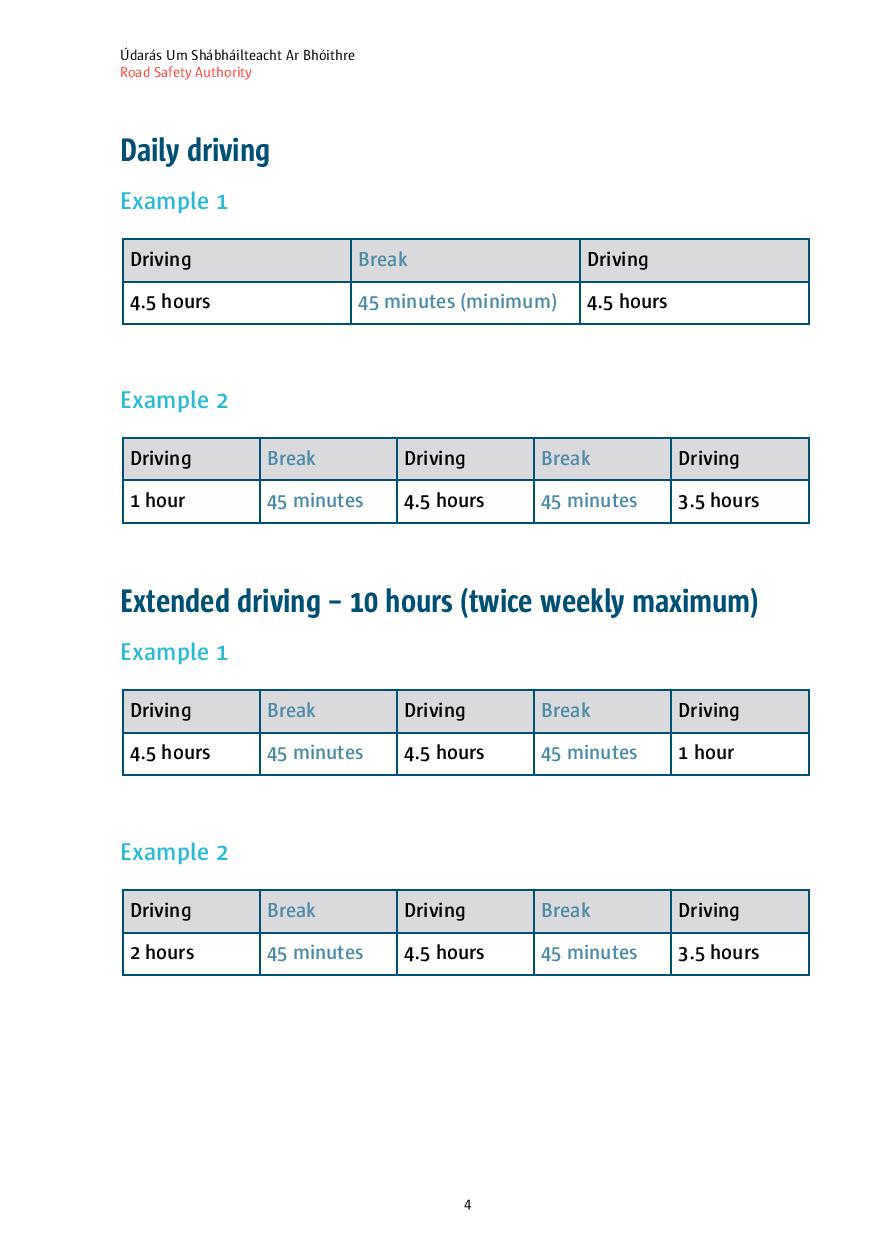 Údarás Um Shábháilteacht Ar Bhóithre
Road Safety Authority
Daily driving
Example 1
Driving Break Driving
4.5 hours 45 minutes (minimum) 4.5 hours
Example 2
Driving Break Driving Break Driving
1 hour 45 minutes 4.5 hours 45 minutes 3.5 hours
Extended driving – 10 hours (twice weekly maximum)
Example 1
Driving Break Driving Break Driving
4.5 hours 45 minutes 4.5 hours 45 minutes 1 hour
Example 2
Driving Break Driving Break Driving
2 hours 45 minutes 4.5 hours 45 minutes 3.5 hours
4